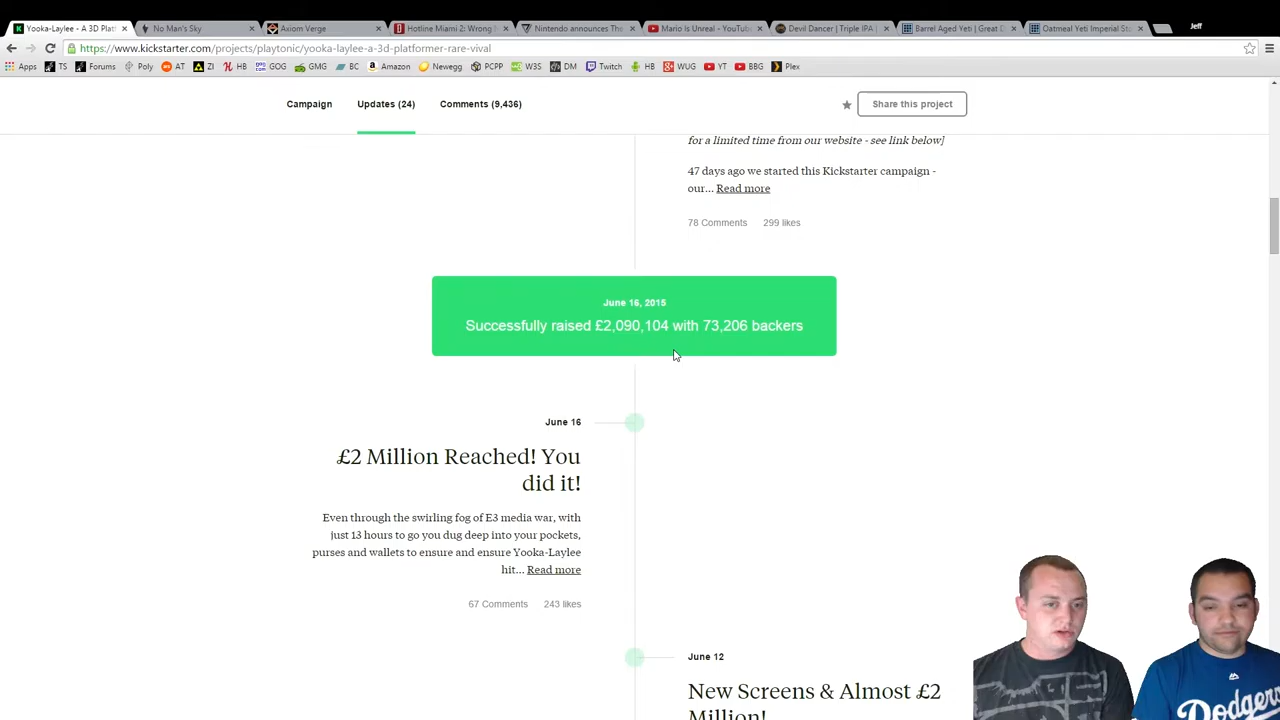 Yooka-Laylee - A 3D Platf
No Man's Sky
Axiom Verge
Hotline Miami 2: Wrong
Nintendo announces The
Mario Is Unreal - YouTube
Devil Dancer | Triple IPA |
Barrel Aged Yeti | Great D
Oatmeal Yeti Imperial Sto
Jeff
https://www.kickstarter.com/projects/playtonic/yooka-laylee-a-3d-platformer-rare-vival
Apps TS Forums Poly AT ZI HB GOG GMG BC Amazon Newegg PCPP W3S DM Twitch HB WUG YT BBG Plex
Campaign Updates (24) Comments (9,436) Share this project
for a limited time from our website - see link below]
47 days ago we started this Kickstarter campaign -
our... Read more
78 Comments 299 likes
June 16, 2015
Successfully raised £2,090,104 with 73,206 backers
June 16
£2 Million Reached! You
did it!
Even through the swirling fog of E3 media war, with
just 13 hours to go you dug deep into your pockets,
purses and wallets to ensure and ensure Yooka-Laylee
hit... Read more
67 Comments 243 likes
June 12
New Screens & Almost £2
Million!
Dodgers